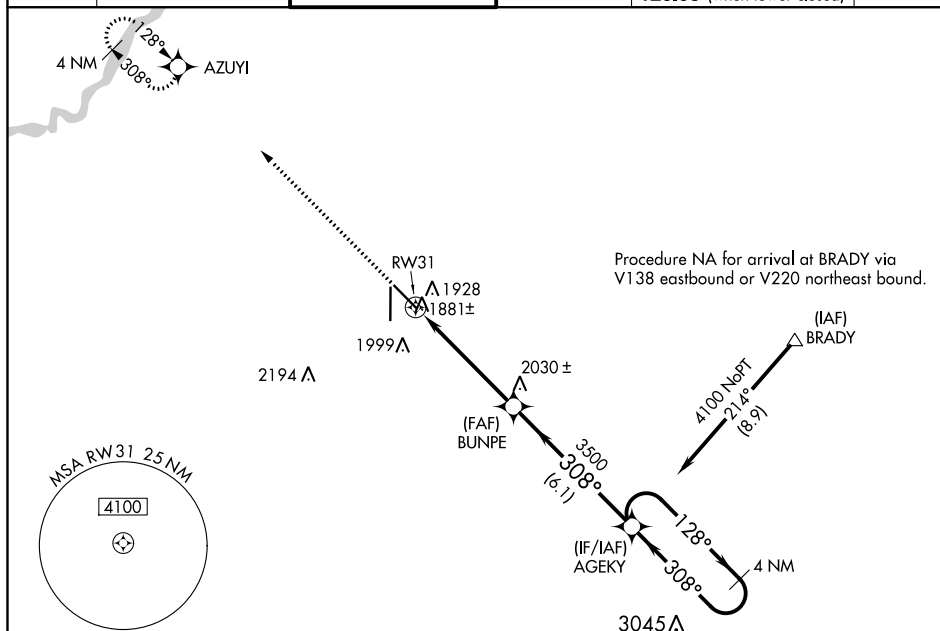 128°
4 NM
308°
AZUYI
RW31
1928
1881±
1999
2194
2030 ±
Procedure NA for arrival at BRADY via
V138 eastbound or V220 northeast bound.
(IAF)
BRADY
4100 NoPT
214°
(8.9)
(FAF)
BUNPE
3500
308°
(6.1)
MSA RW31 25 NM
4100
(IF/IAF)
AGEKY
128°
308°
4 NM
3045